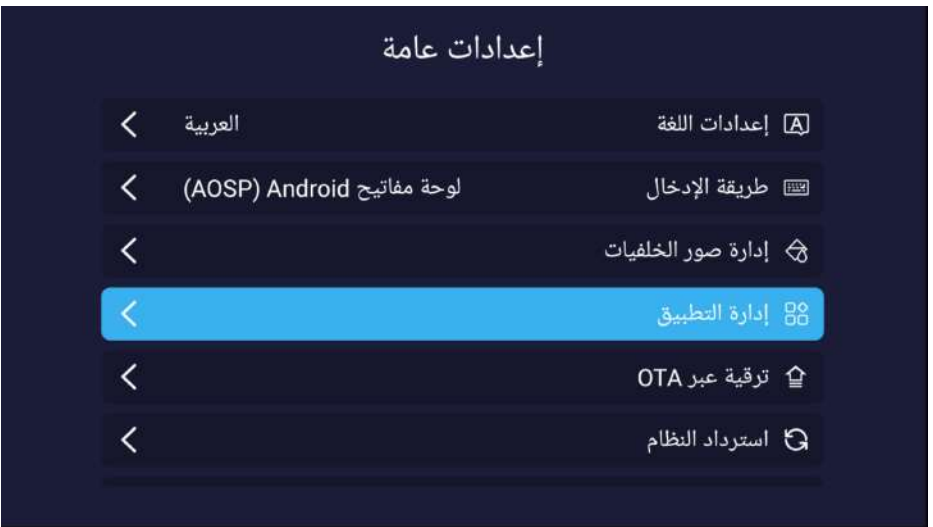 إعدادات عامة
إعدادات اللغة العربية
طريقة الإدخال لوحة مفاتيح Android (AOSP)
إدارة صور الخلفيات
إدارة التطبيق
ترقية عبر OTA
استرداد النظام